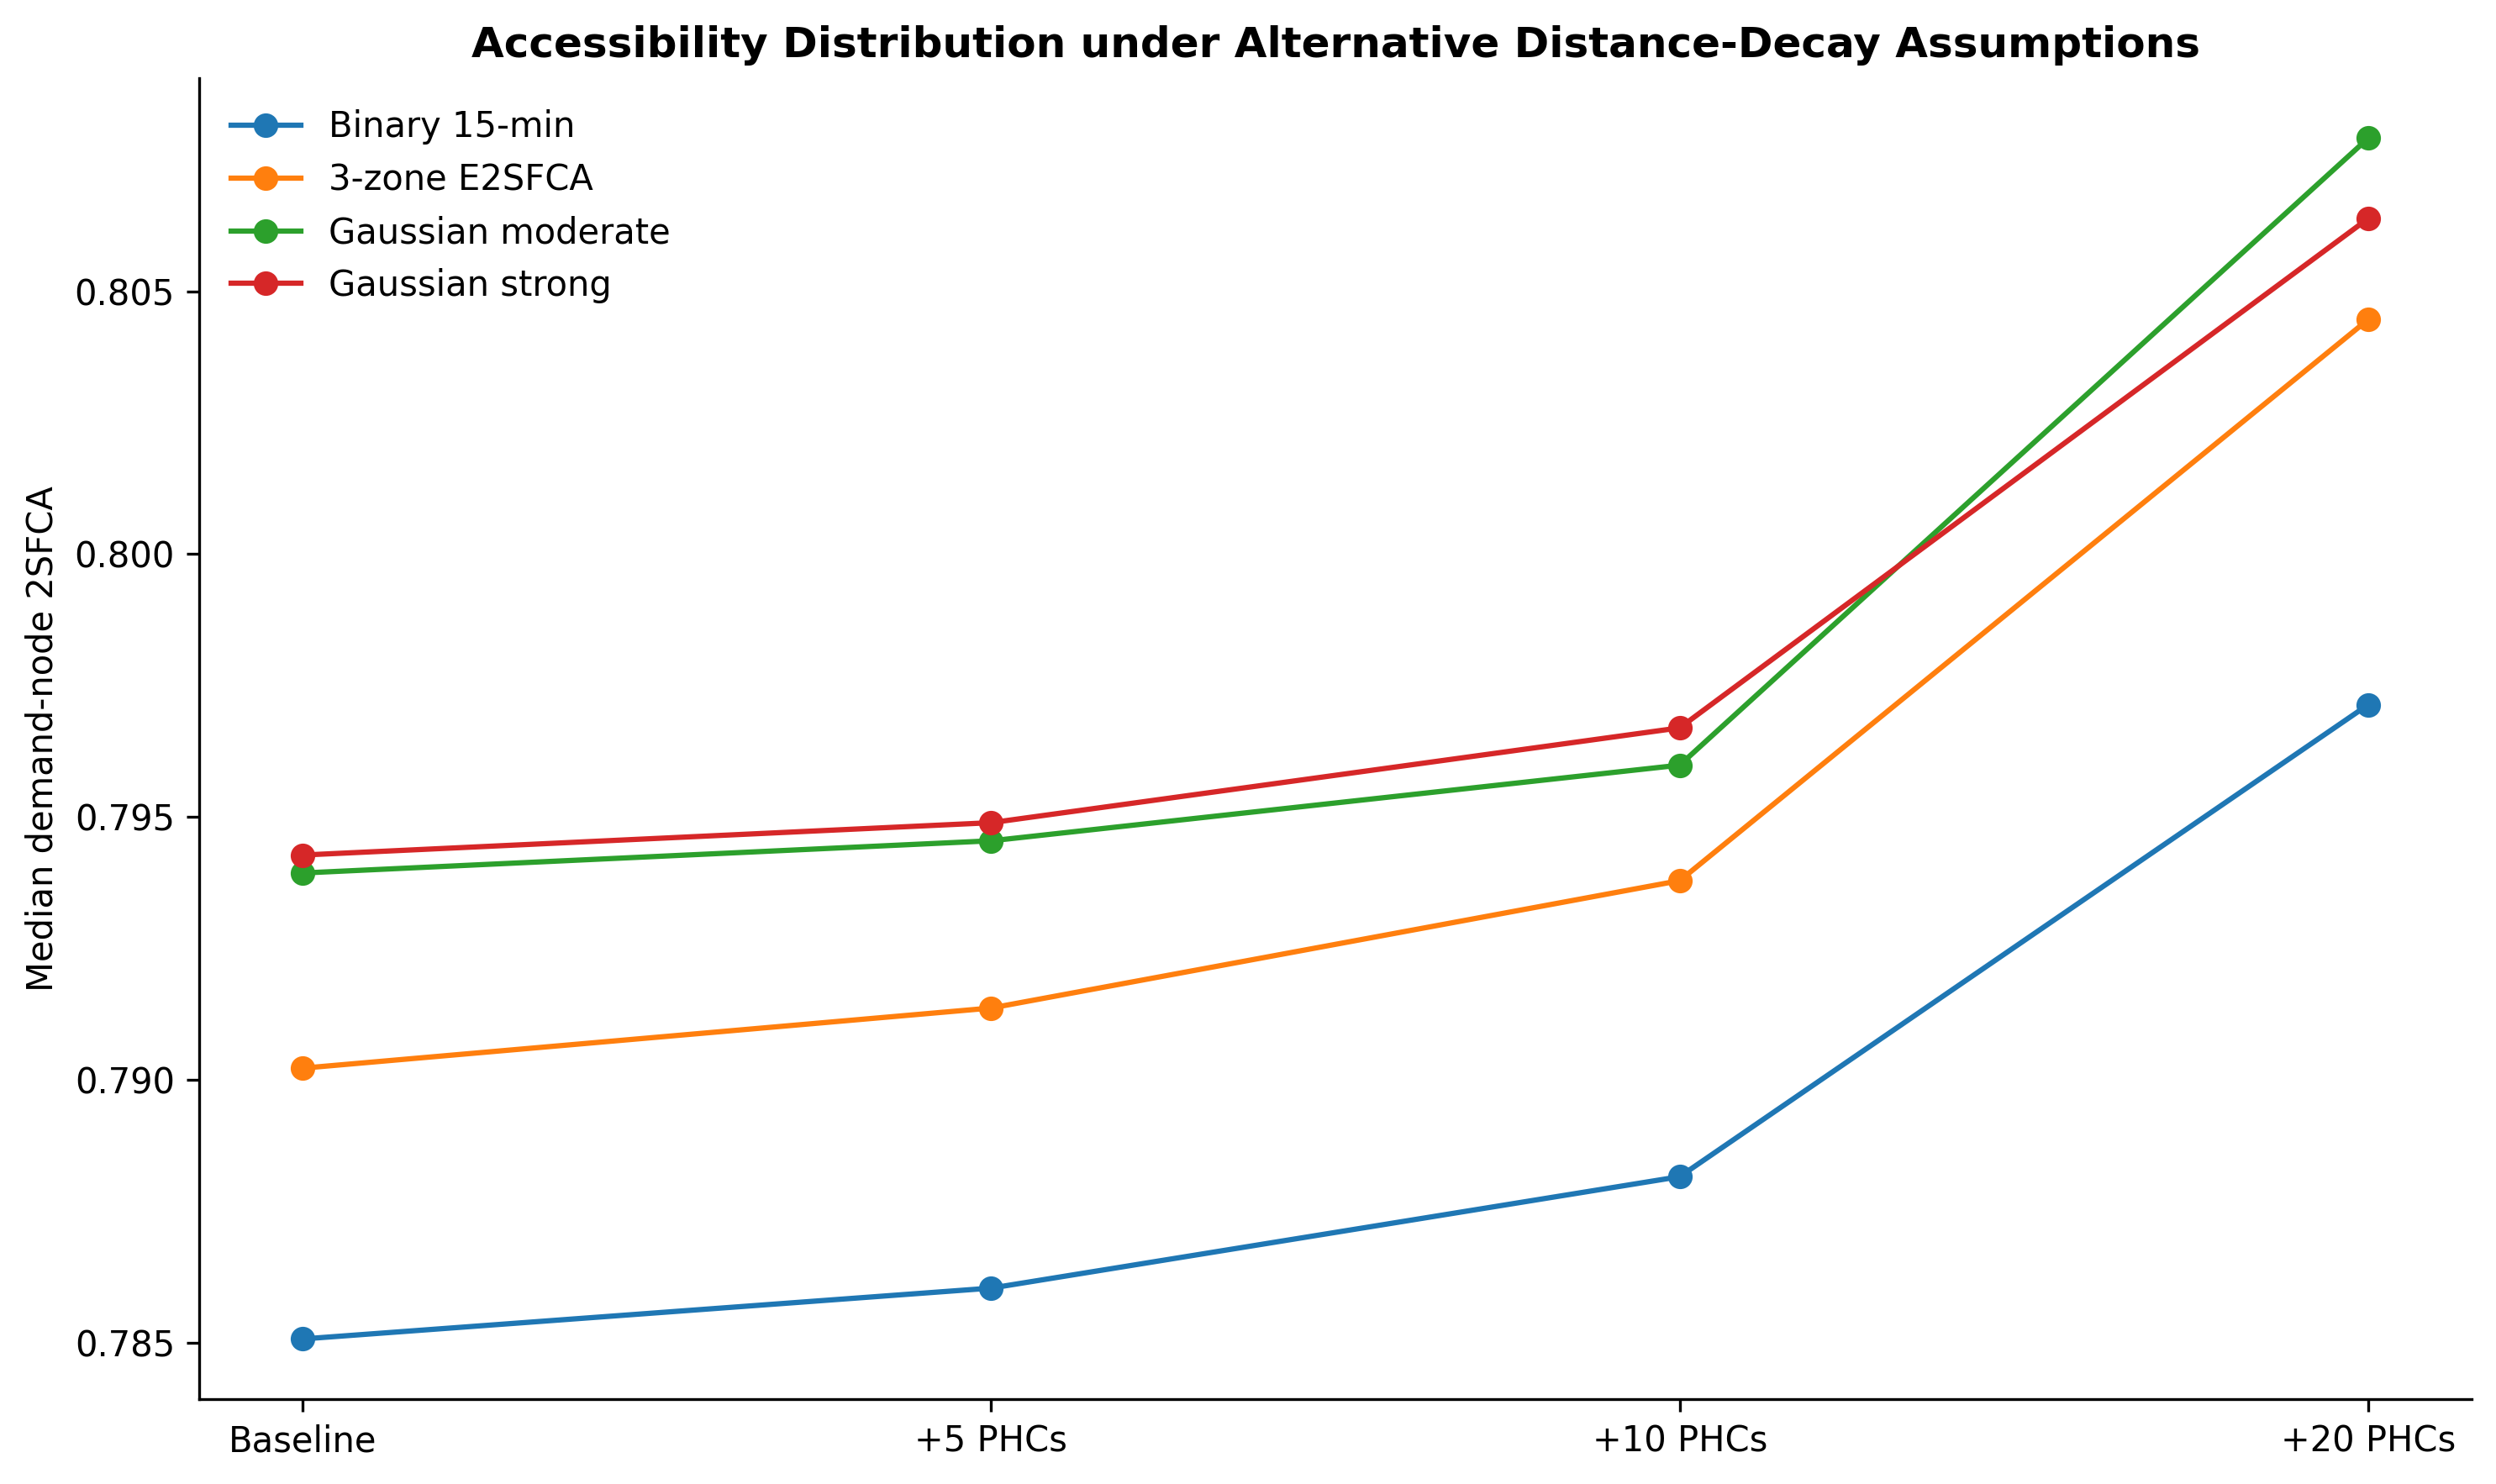 Accessibility Distribution under Alternative Distance-Decay Assumptions
Binary 15-min
3-zone E2SFCA
Gaussian moderate
Gaussian strong
Median demand-node 2SFCA
0.805
0.800
0.795
0.790
0.785
Baseline
+5 PHCs
+10 PHCs
+20 PHCs